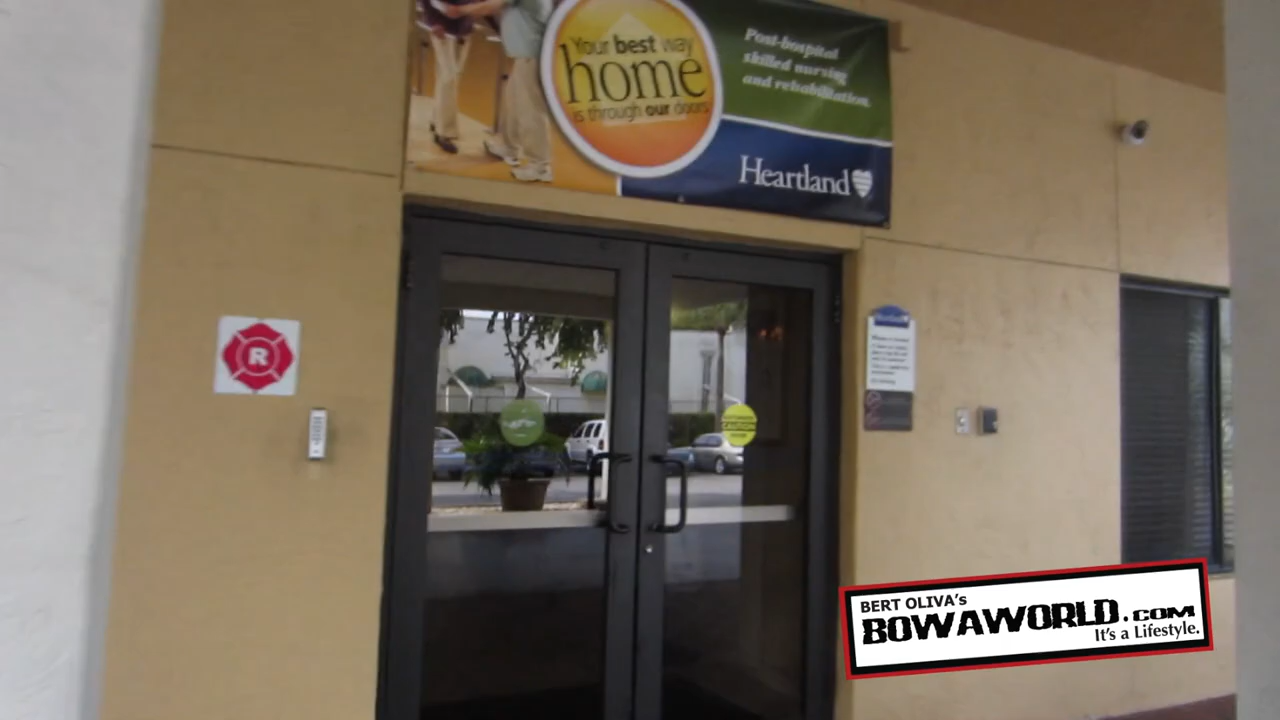 Your best way
home
is through our doors
Post-hospital
skilled nursing
and rehabilitation.
Heartland
R
CAUTION
BERT OLIVA's
BOWAWORLD.COM
It's a Lifestyle.